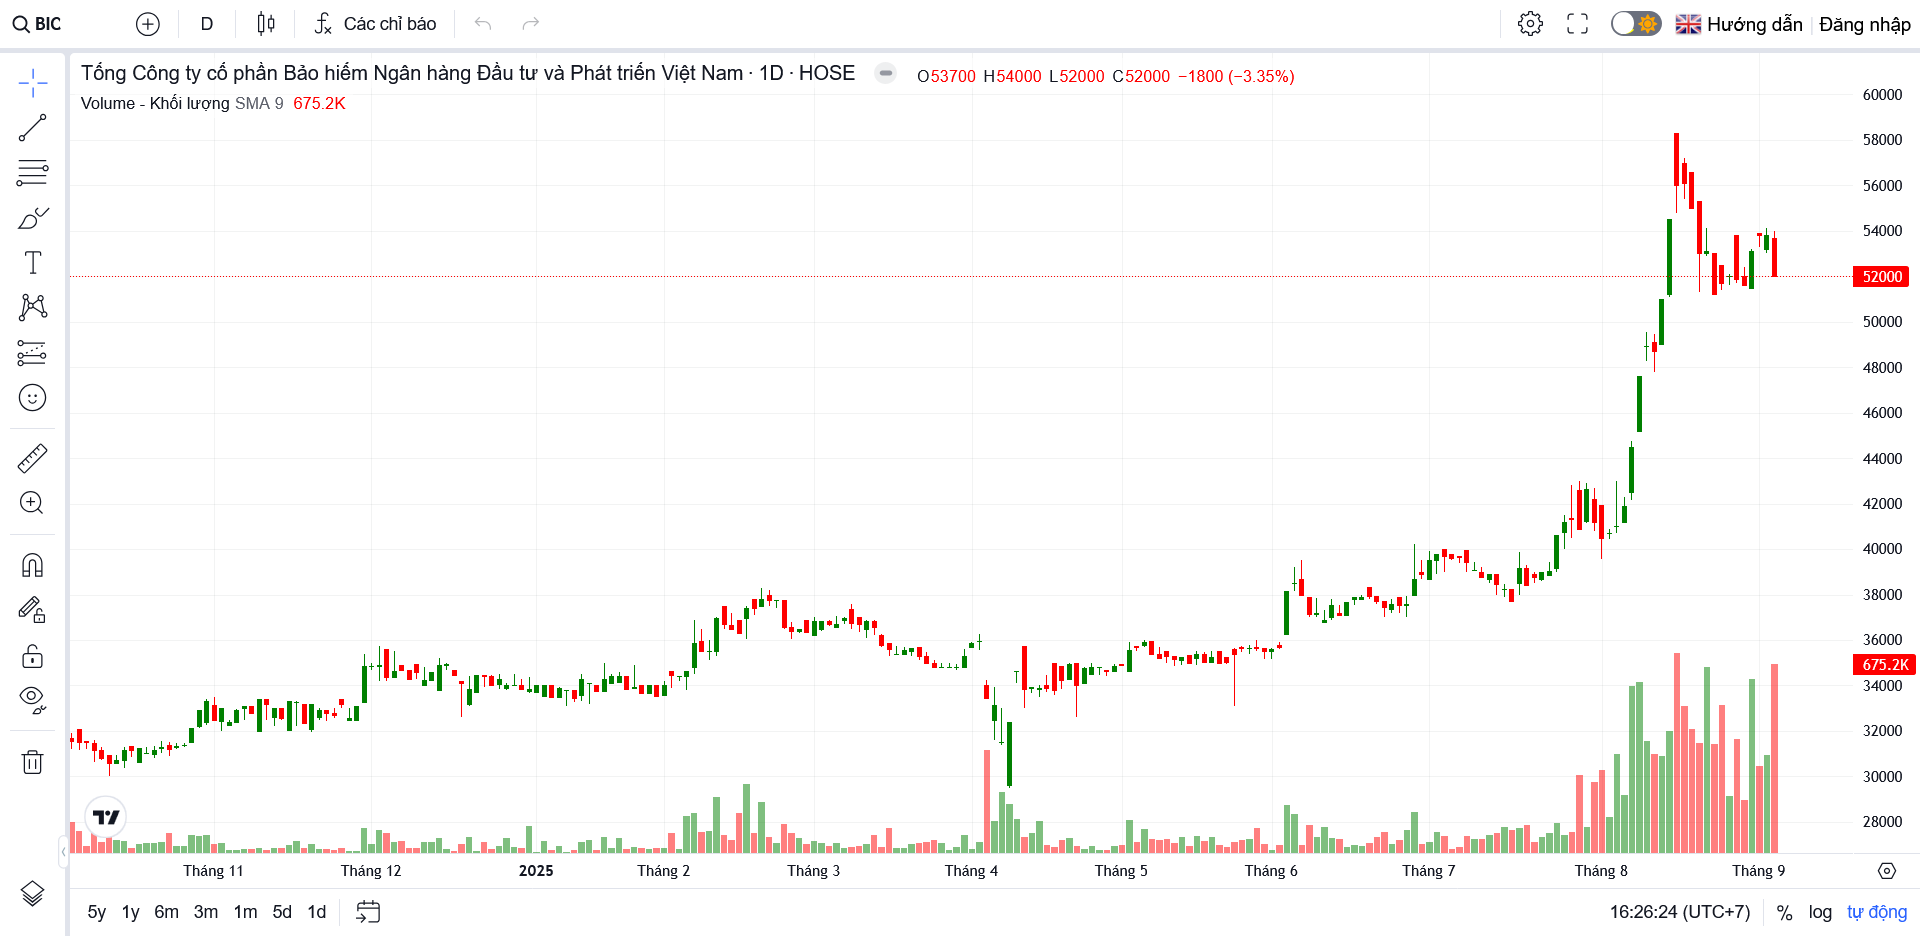 BIC
D
Các chỉ báo
Hướng dẫn
Đăng nhập
Tổng Công ty cổ phần Bảo hiểm Ngân hàng Đầu tư và Phát triển Việt Nam · 1D · HOSE
O53700 H54000 L52000 C52000 −1800 (−3.35%)
Volume - Khối lượng SMA 9 675.2K
60000
58000
56000
54000
52000
50000
48000
46000
44000
42000
40000
38000
36000
675.2K
34000
32000
30000
28000
Tháng 11
Tháng 12
2025
Tháng 2
Tháng 3
Tháng 4
Tháng 5
Tháng 6
Tháng 7
Tháng 8
Tháng 9
5y 1y 6m 3m 1m 5d 1d
16:26:24 (UTC+7)
% log tự động